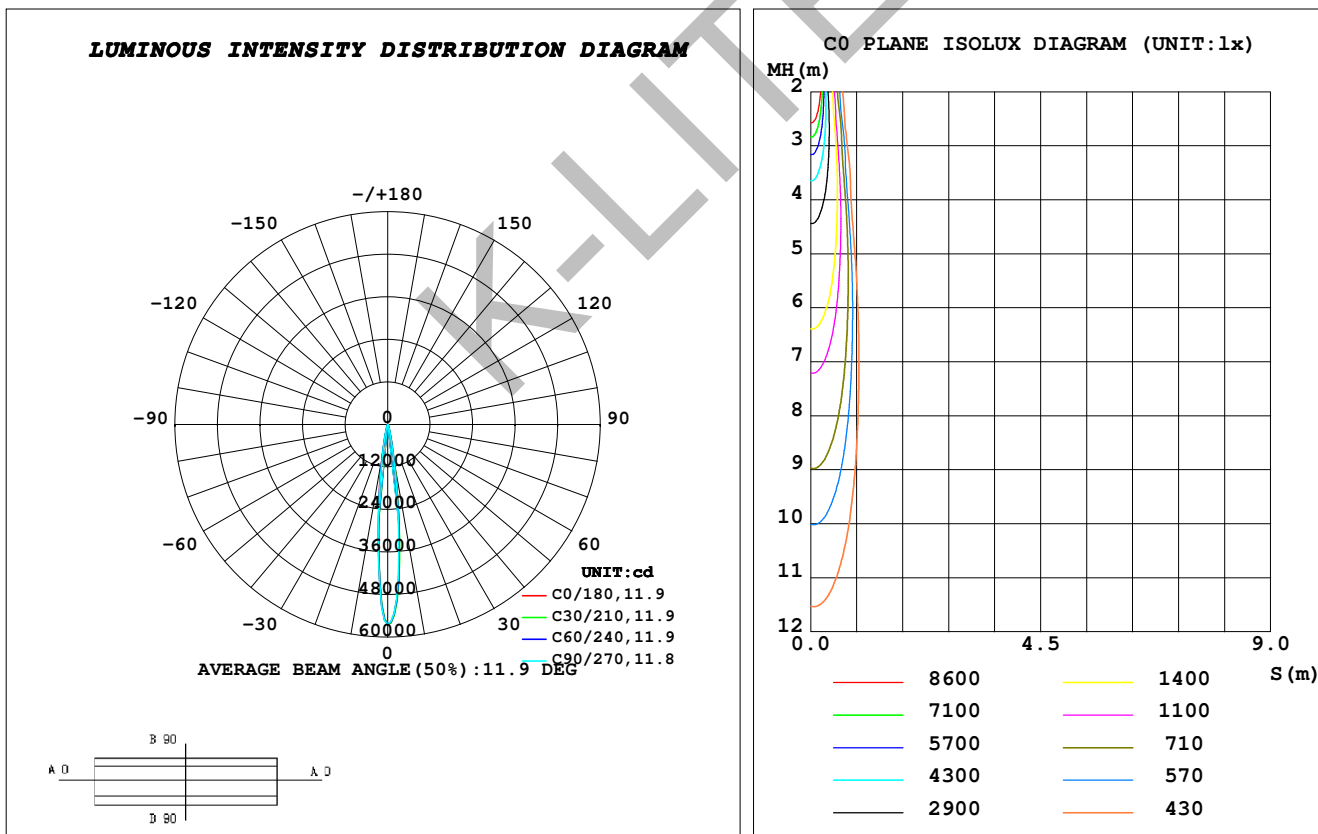 LUMINOUS INTENSITY DISTRIBUTION DIAGRAM
-/+180
-150
150
-120
120
-90
0
90
12000
24000
-60
36000
60
UNIT:cd
48000
C0/180,11.9
-30
60000
30
C30/210,11.9
C60/240,11.9
0
C90/270,11.8
AVERAGE BEAM ANGLE(50%):11.9 DEG
B 90
A 0
A 0
D 90
K-LITE
C0 PLANE ISOLUX DIAGRAM (UNIT:lx)
MH(m)
2
3
4
5
6
7
8
9
10
11
12
0.0
4.5
9.0
S(m)
8600
1400
7100
1100
5700
710
4300
570
2900
430